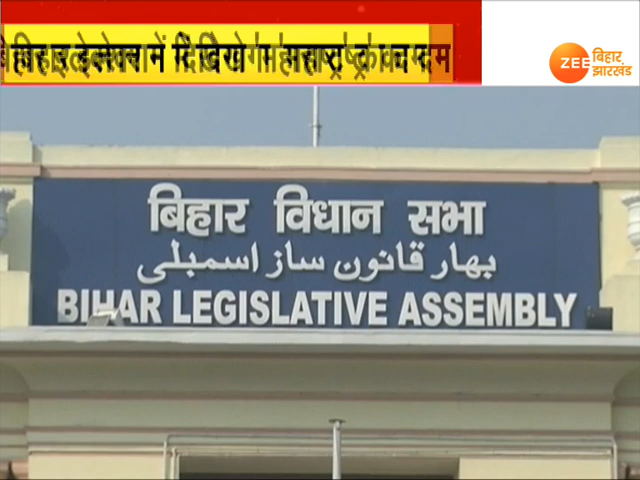 ZEE बिहार झारखंड
बिहार विधान सभा
بہار قانون ساز اسمبلی
BIHAR LEGISLATIVE ASSEMBLY